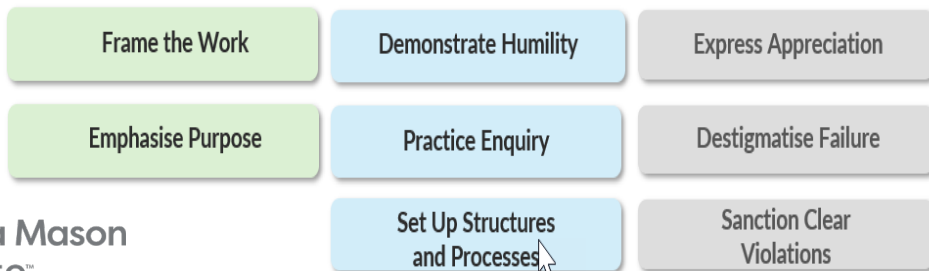 Frame the Work
Demonstrate Humility
Express Appreciation
Emphasise Purpose
Practice Enquiry
Destigmatise Failure
Set Up Structures
and Processes
Sanction Clear
Violations
Mason